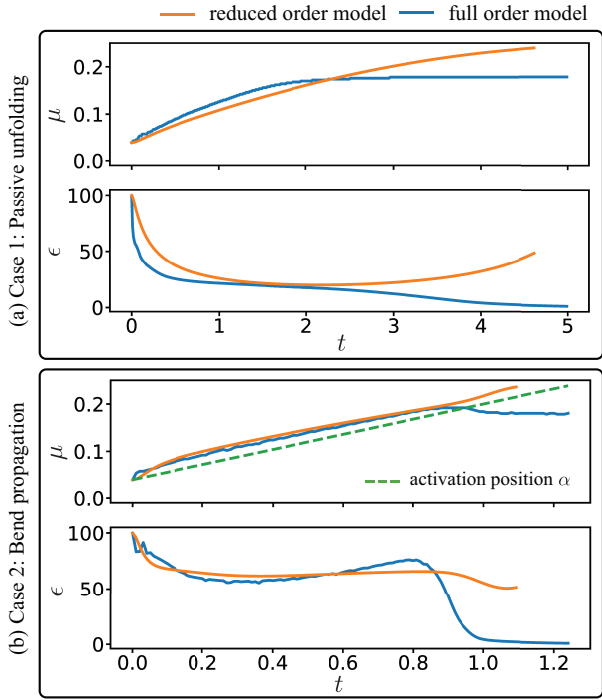 reduced order model full order model
(a) Case 1: Passive unfolding
0.2
0.1
0.0
μ
100
50
0
ϵ
0 1 2 3 4 5
t
(b) Case 2: Bend propagation
0.2
0.1
0.0
μ
activation position α
100
50
0
ϵ
0.0 0.2 0.4 0.6 0.8 1.0 1.2
t